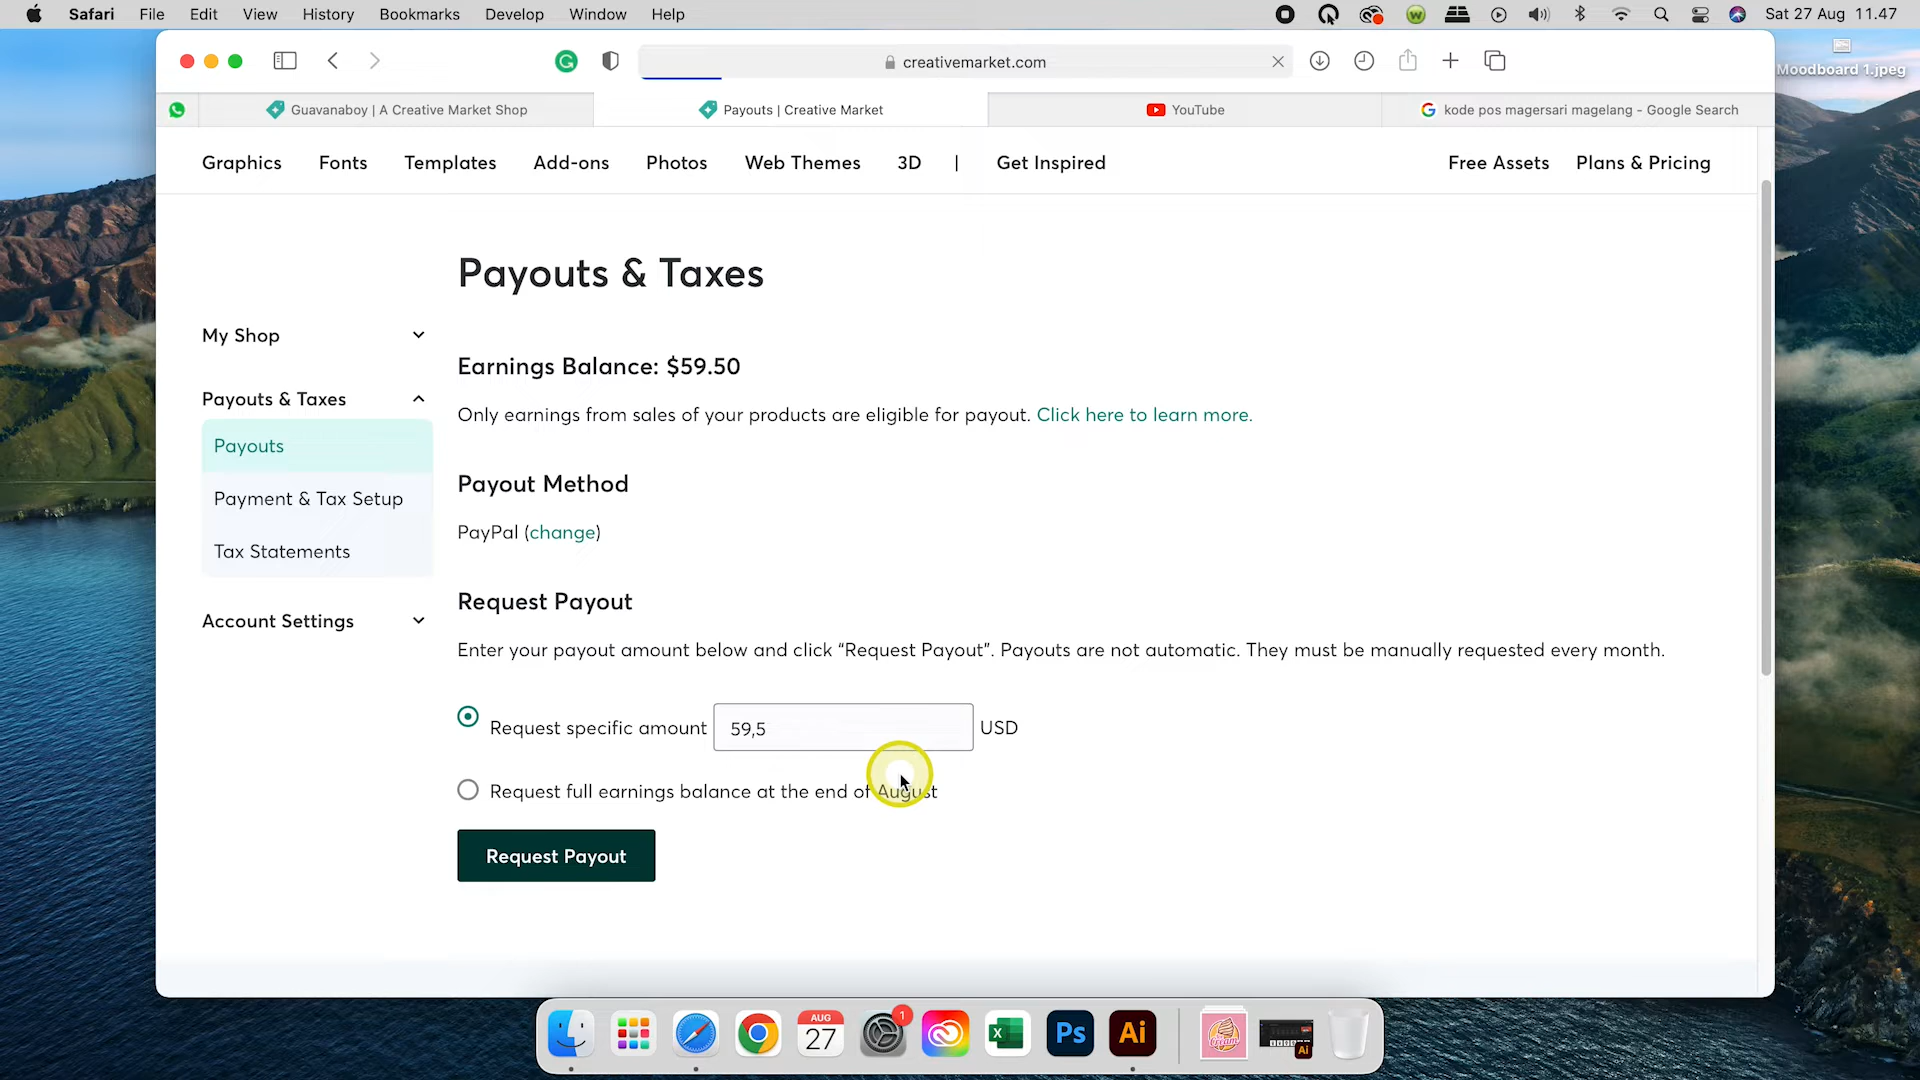 Safari File Edit View History Bookmarks Develop Window Help Sat 27 Aug 11.47
creativemarket.com
Moodboard 1.jpeg
Guavanaboy | A Creative Market Shop
Payouts | Creative Market
YouTube
kode pos magersari magelang - Google Search
Graphics Fonts Templates Add-ons Photos Web Themes 3D | Get Inspired Free Assets Plans & Pricing
Payouts & Taxes
My Shop
Payouts & Taxes
Payouts
Payment & Tax Setup
Tax Statements
Account Settings
Earnings Balance: $59.50
Only earnings from sales of your products are eligible for payout. Click here to learn more.
Payout Method
PayPal (change)
Request Payout
Enter your payout amount below and click “Request Payout”. Payouts are not automatic. They must be manually requested every month.
Request specific amount 59,5 USD
Request full earnings balance at the end of August
Request Payout
AUG
27
1
Ps
Ai
Ai